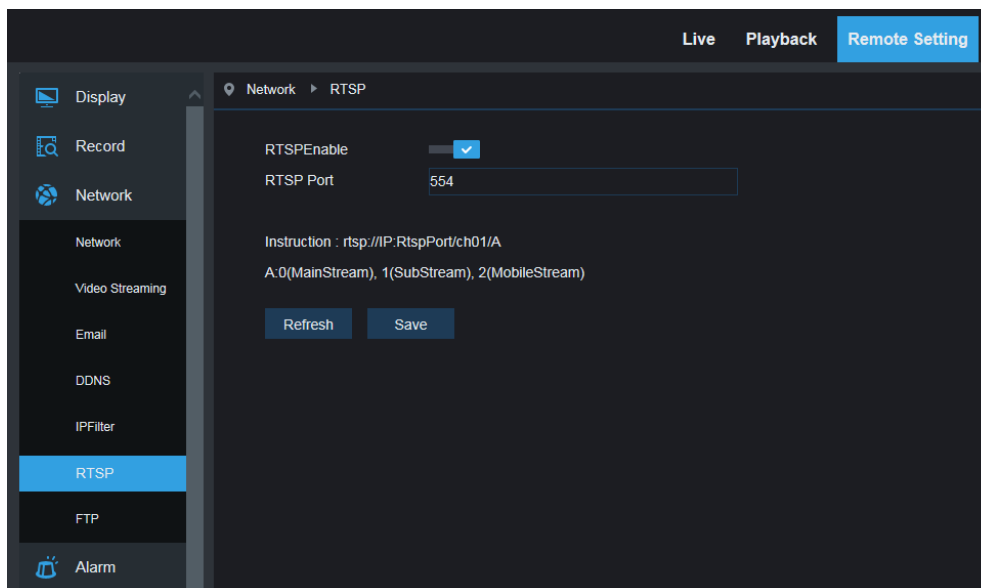 Live Playback Remote Setting
Display
Record
Network
Network
Video Streaming
Email
DDNS
IPFilter
RTSP
FTP
Alarm
Network RTSP
RTSPEnable
RTSP Port 554
Instruction : rtsp://IP:RtspPort/ch01/A
A:0(MainStream), 1(SubStream), 2(MobileStream)
Refresh Save